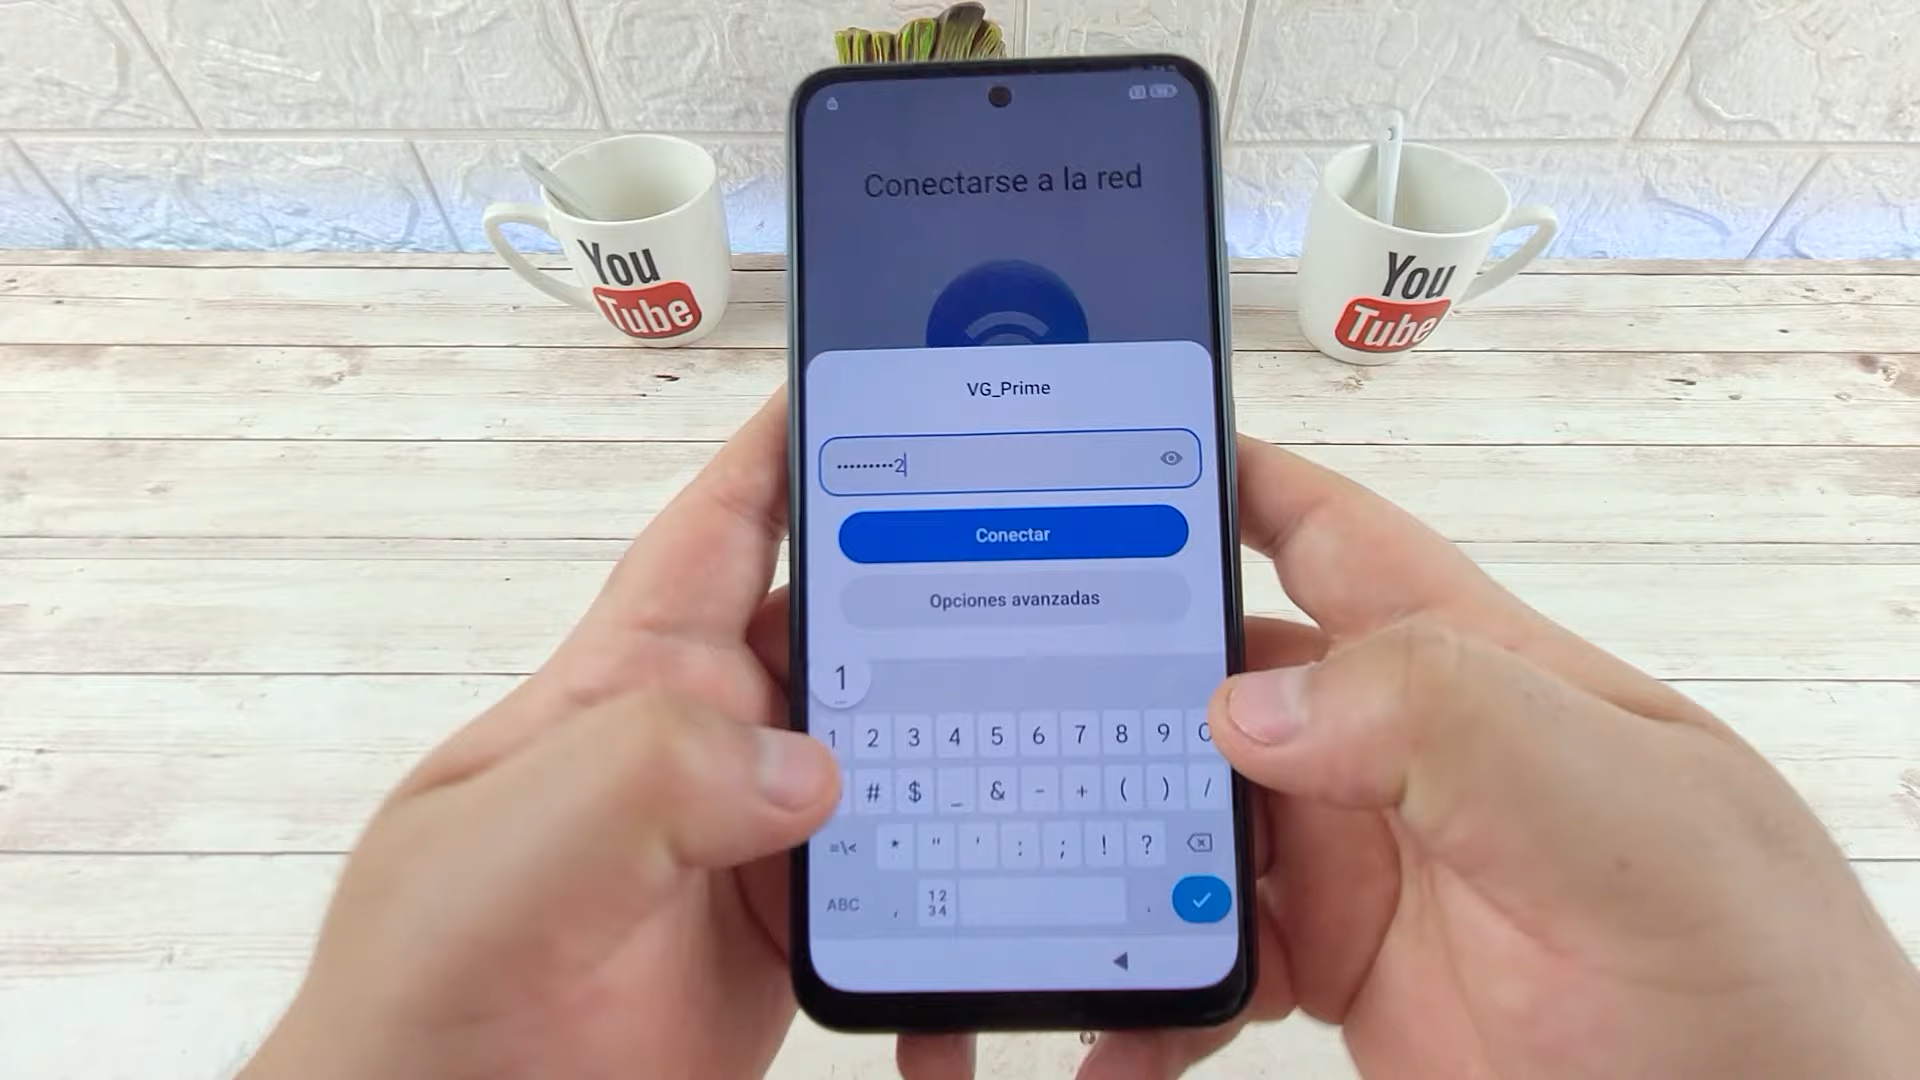 Conectarse a la red
You
Tube
You
Tube
VG_Prime
•••••••••2
Conectar
Opciones avanzadas
1
1 2 3 4 5 6 7 8 9 0
# $ _ & - + ( ) /
=\< * " ' : ; ! ?
ABC , 12 34 .